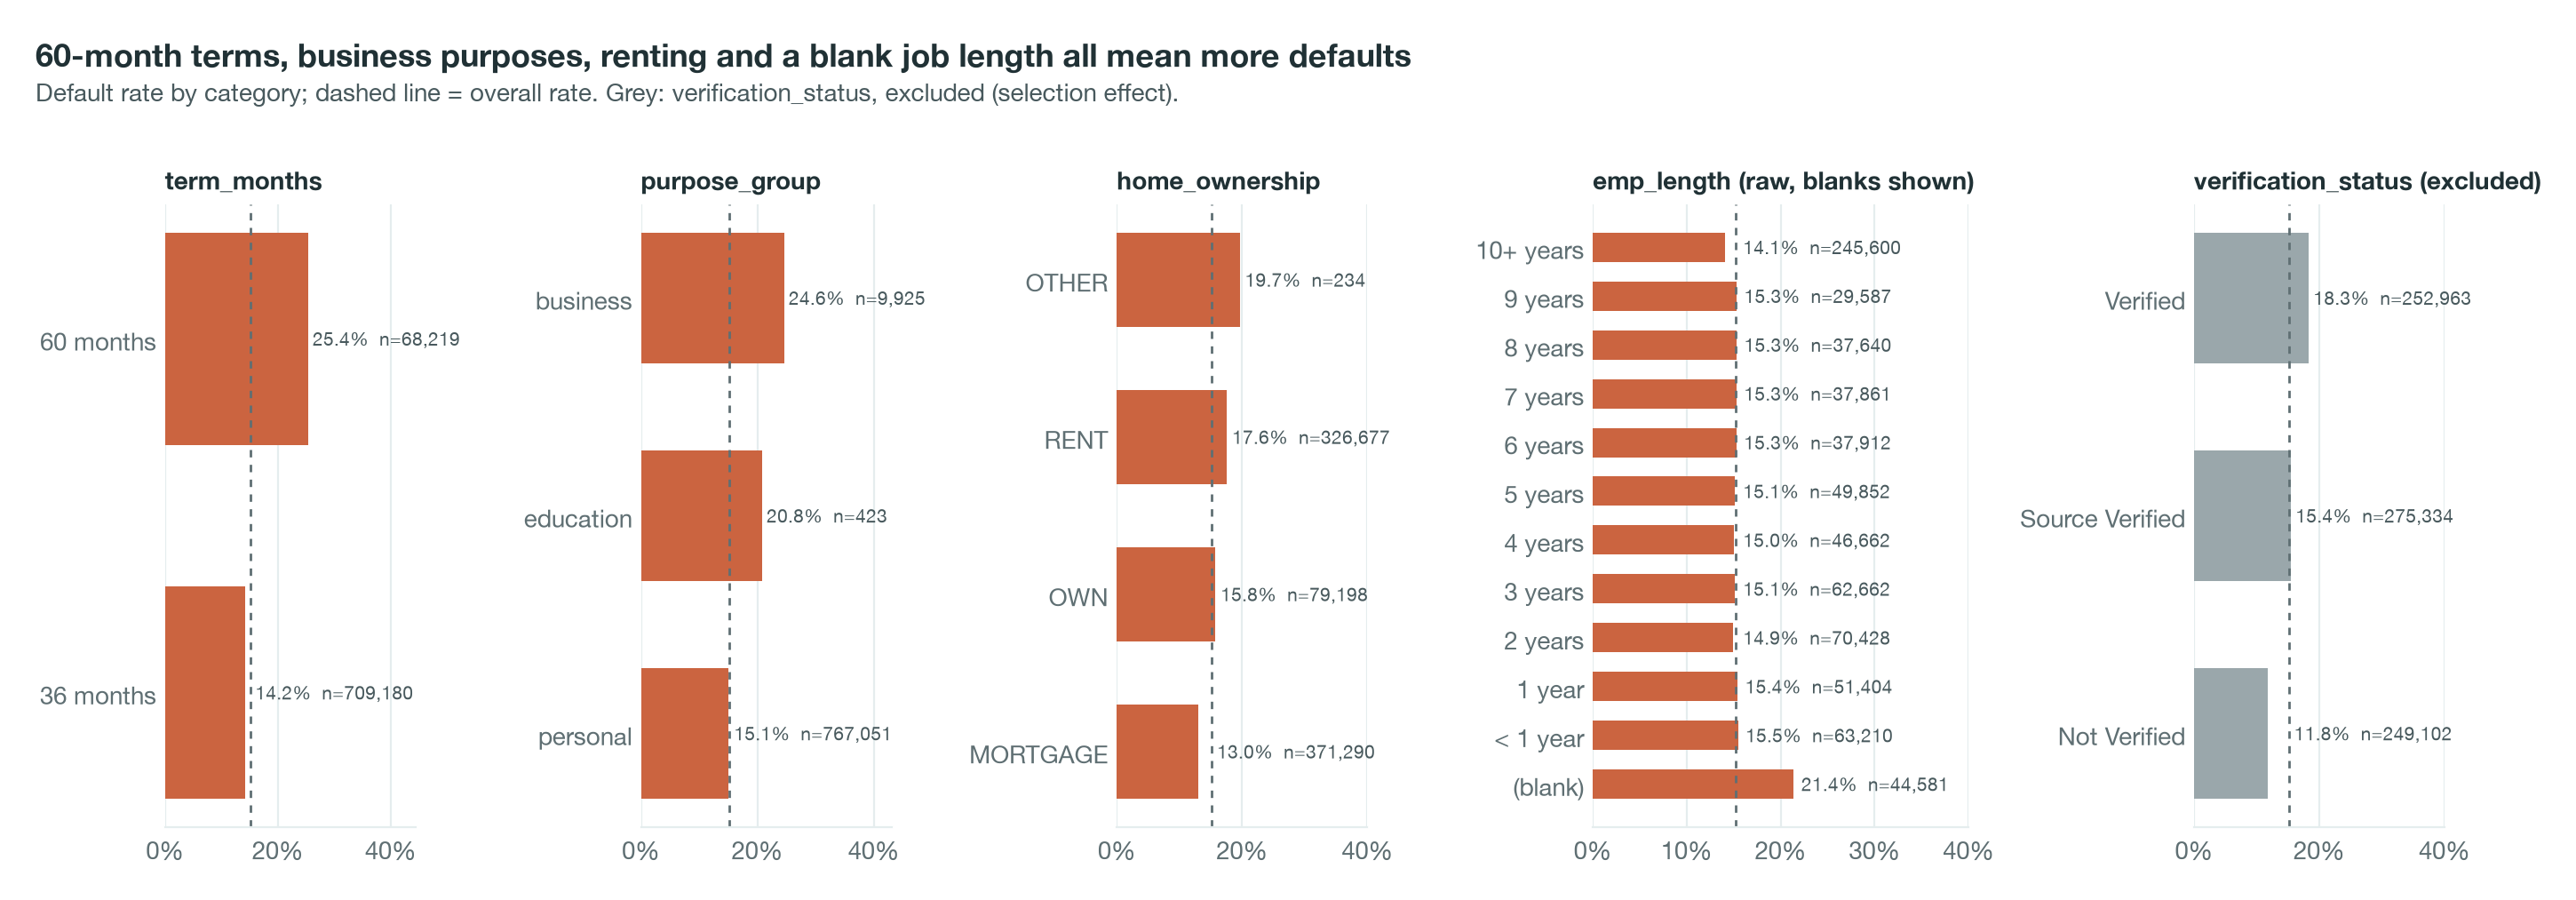 60-month terms, business purposes, renting and a blank job length all mean more defaults
Default rate by category; dashed line = overall rate. Grey: verification_status, excluded (selection effect).
term_months
60 months
25.4% n=68,219
36 months
14.2% n=709,180
0% 20% 40%
purpose_group
business
24.6% n=9,925
education
20.8% n=423
personal
15.1% n=767,051
0% 20% 40%
home_ownership
OTHER
19.7% n=234
RENT
17.6% n=326,677
OWN
15.8% n=79,198
MORTGAGE
13.0% n=371,290
0% 20% 40%
emp_length (raw, blanks shown)
10+ years 14.1% n=245,600
9 years 15.3% n=29,587
8 years 15.3% n=37,640
7 years 15.3% n=37,861
6 years 15.3% n=37,912
5 years 15.1% n=49,852
4 years 15.0% n=46,662
3 years 15.1% n=62,662
2 years 14.9% n=70,428
1 year 15.4% n=51,404
< 1 year 15.5% n=63,210
(blank) 21.4% n=44,581
0% 10% 20% 30% 40%
verification_status (excluded)
Verified
18.3% n=252,963
Source Verified
15.4% n=275,334
Not Verified
11.8% n=249,102
0% 20% 40%